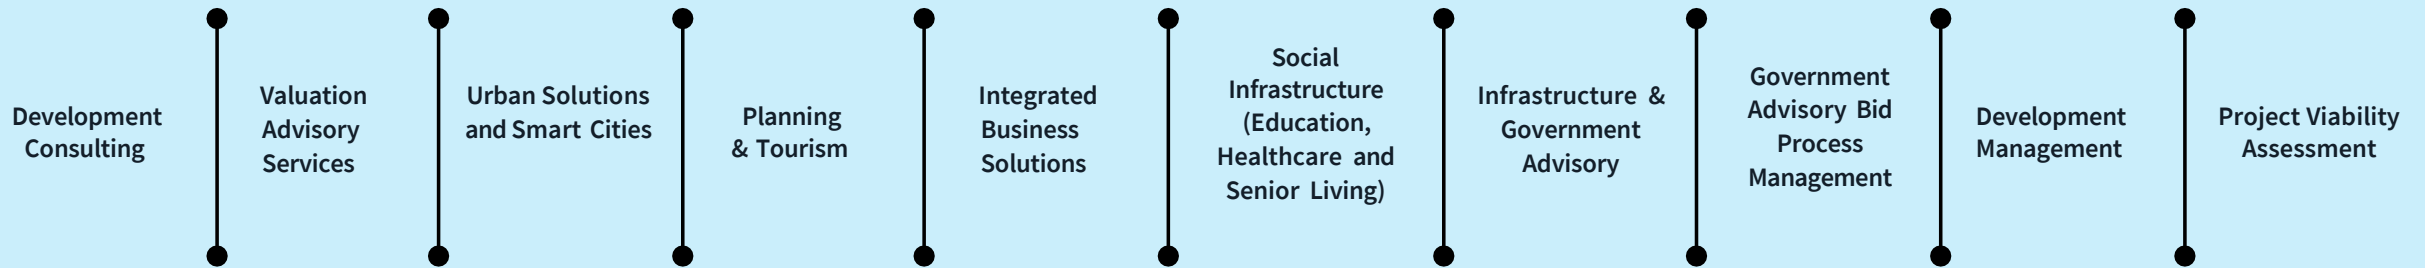 Development
Consulting
Valuation
Advisory
Services
Urban Solutions
and Smart Cities
Planning
& Tourism
Integrated
Business
Solutions
Social
Infrastructure
(Education,
Healthcare and
Senior Living)
Infrastructure &
Government
Advisory
Government
Advisory Bid
Process
Management
Development
Management
Project Viability
Assessment